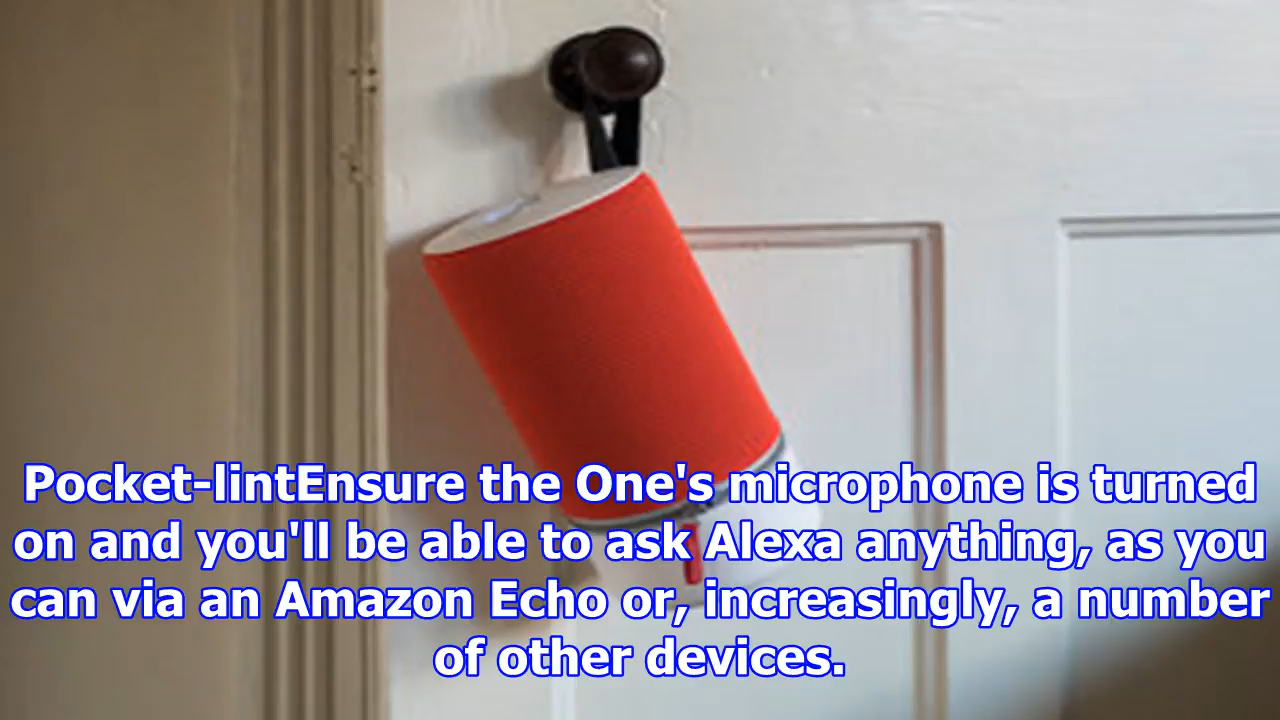 Pocket-lintEnsure the One's microphone is turned
on and you'll be able to ask Alexa anything, as you
can via an Amazon Echo or, increasingly, a number
of other devices.